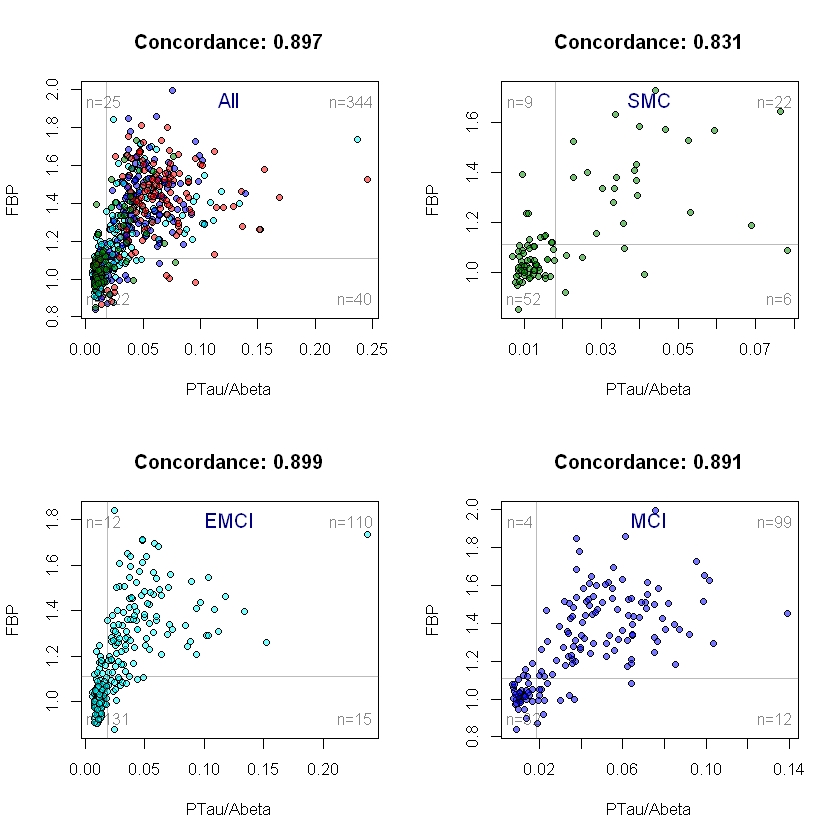 Concordance: 0.897
n=25
All
n=344
FBP
0.8
1.0
1.2
1.4
1.6
1.8
2.0
n=40
0.00
0.05
0.10
0.15
0.20
0.25
PTau/Abeta
Concordance: 0.831
n=9
SMC
n=22
FBP
1.0
1.2
1.4
1.6
n=52
n=6
0.01
0.03
0.05
0.07
PTau/Abeta
Concordance: 0.899
n=12
EMCI
n=110
FBP
1.0
1.2
1.4
1.6
1.8
n=131
n=15
0.00
0.05
0.10
0.15
0.20
PTau/Abeta
Concordance: 0.891
n=4
MCI
n=99
FBP
0.8
1.0
1.2
1.4
1.6
1.8
2.0
n=12
0.02
0.06
0.10
0.14
PTau/Abeta